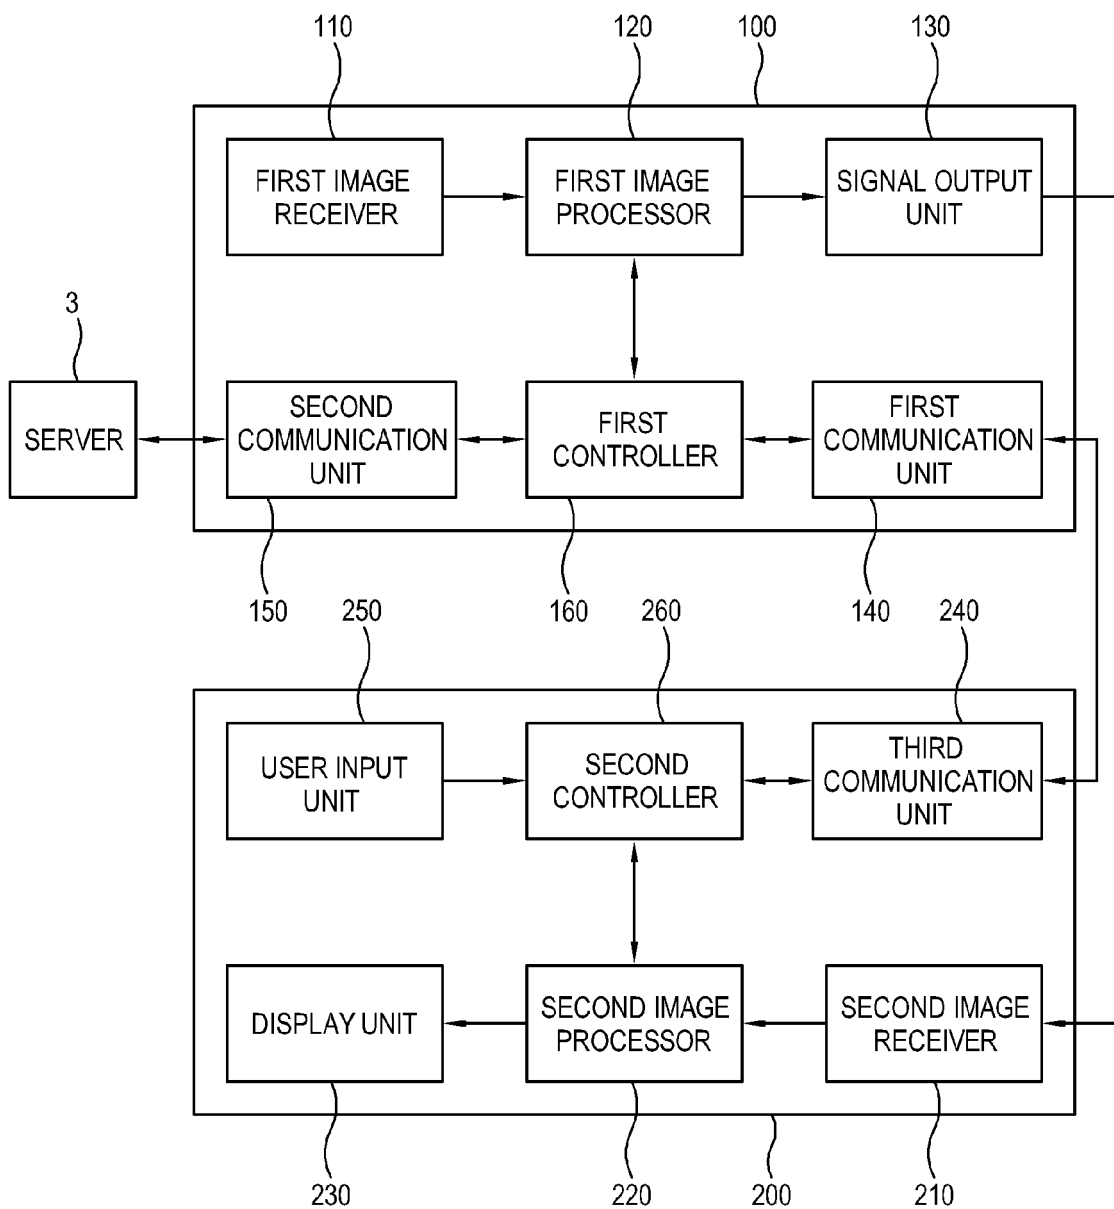 110
120
100
130
FIRST IMAGE
RECEIVER
FIRST IMAGE
PROCESSOR
SIGNAL OUTPUT
UNIT
3
SERVER
SECOND
COMMUNICATION
UNIT
FIRST
CONTROLLER
FIRST
COMMUNICATION
UNIT
150
160
140
250
260
240
USER INPUT
UNIT
SECOND
CONTROLLER
THIRD
COMMUNICATION
UNIT
DISPLAY UNIT
SECOND IMAGE
PROCESSOR
SECOND IMAGE
RECEIVER
230
220
200
210